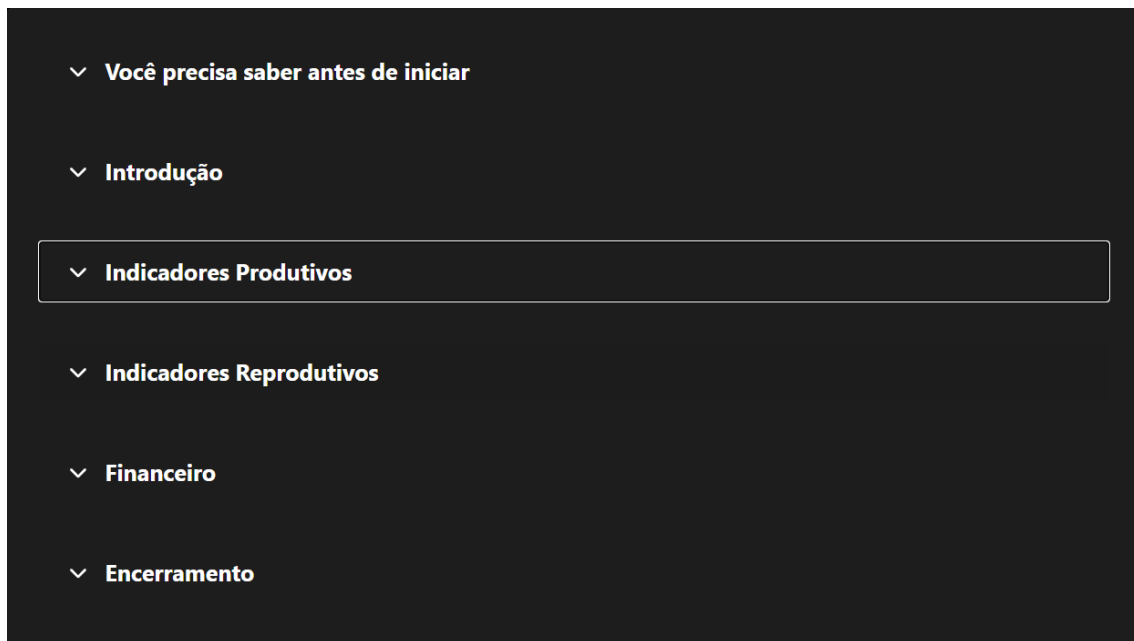 Você precisa saber antes de iniciar
Introdução
Indicadores Produtivos
Indicadores Reprodutivos
Financeiro
Encerramento